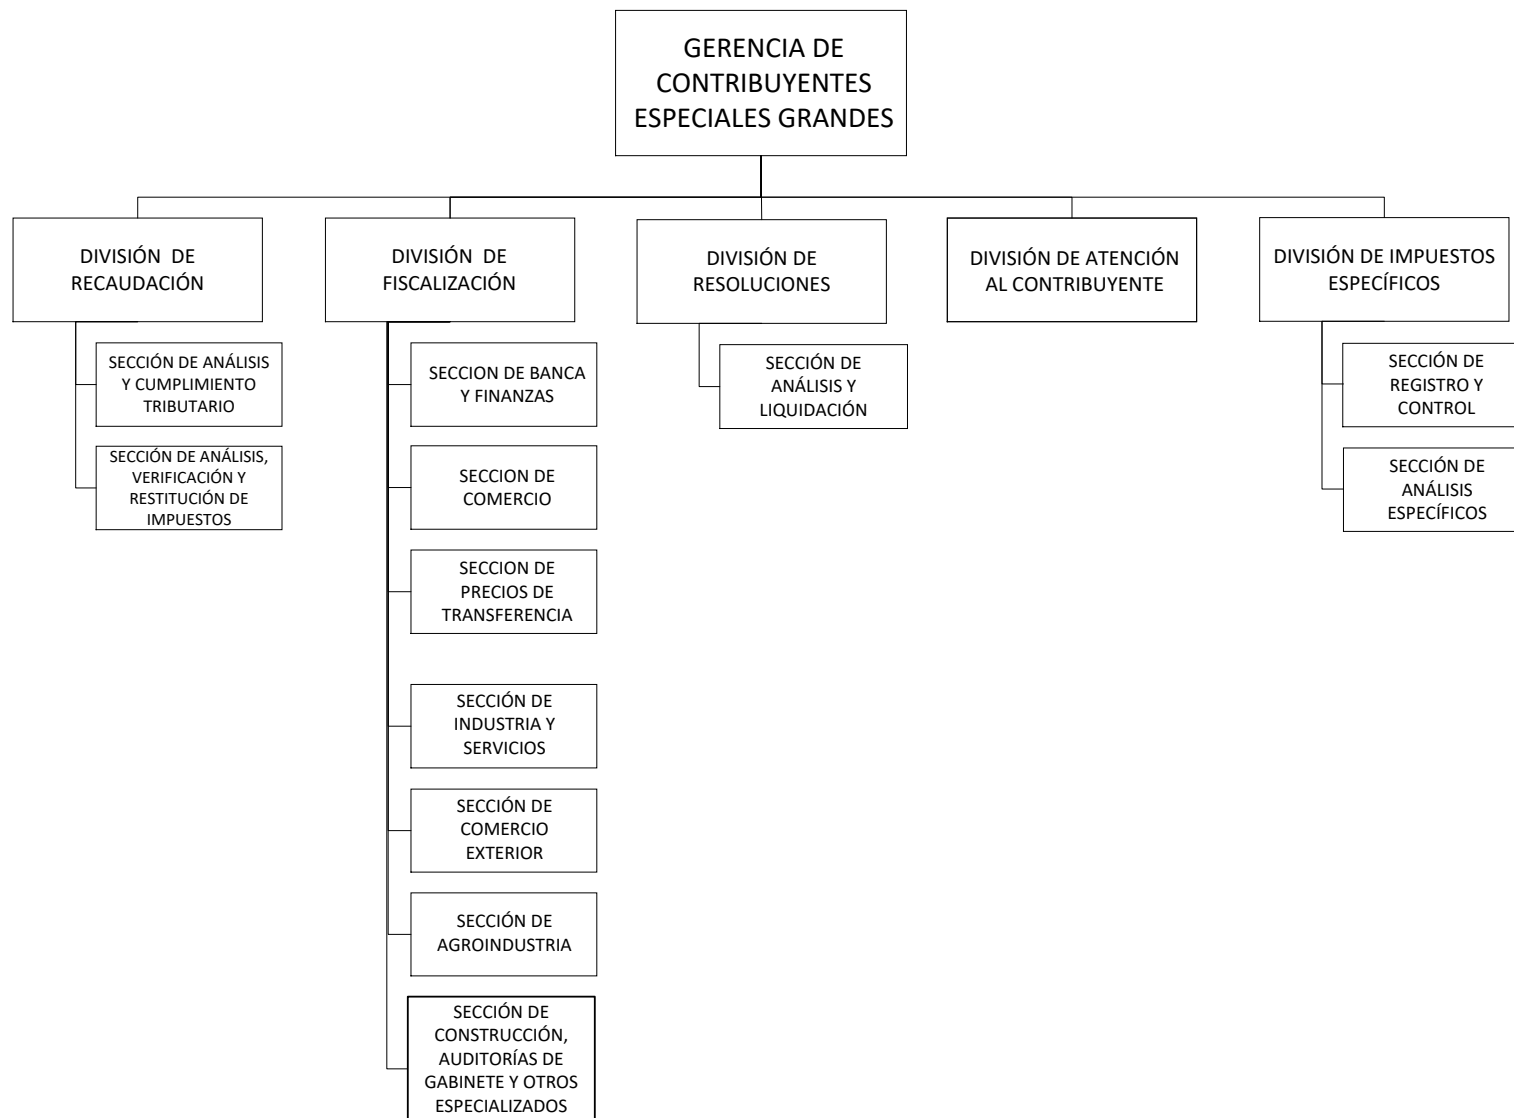 GERENCIA DE
CONTRIBUYENTES
ESPECIALES GRANDES
DIVISIÓN DE
RECAUDACIÓN
DIVISIÓN DE
FISCALIZACIÓN
DIVISIÓN DE
RESOLUCIONES
DIVISIÓN DE ATENCIÓN
AL CONTRIBUYENTE
DIVISIÓN DE IMPUESTOS
ESPECÍFICOS
SECCIÓN DE ANÁLISIS
Y CUMPLIMIENTO
TRIBUTARIO
SECCIÓN DE ANÁLISIS,
VERIFICACIÓN Y
RESTITUCIÓN DE
IMPUESTOS
SECCION DE BANCA
Y FINANZAS
SECCION DE
COMERCIO
SECCION DE
PRECIOS DE
TRANSFERENCIA
SECCIÓN DE
INDUSTRIA Y
SERVICIOS
SECCIÓN DE
COMERCIO
EXTERIOR
SECCIÓN DE
AGROINDUSTRIA
SECCIÓN DE
CONSTRUCCIÓN,
AUDITORÍAS DE
GABINETE Y OTROS
ESPECIALIZADOS
SECCIÓN DE
ANÁLISIS Y
LIQUIDACIÓN
SECCIÓN DE
REGISTRO Y
CONTROL
SECCIÓN DE
ANÁLISIS
ESPECÍFICOS